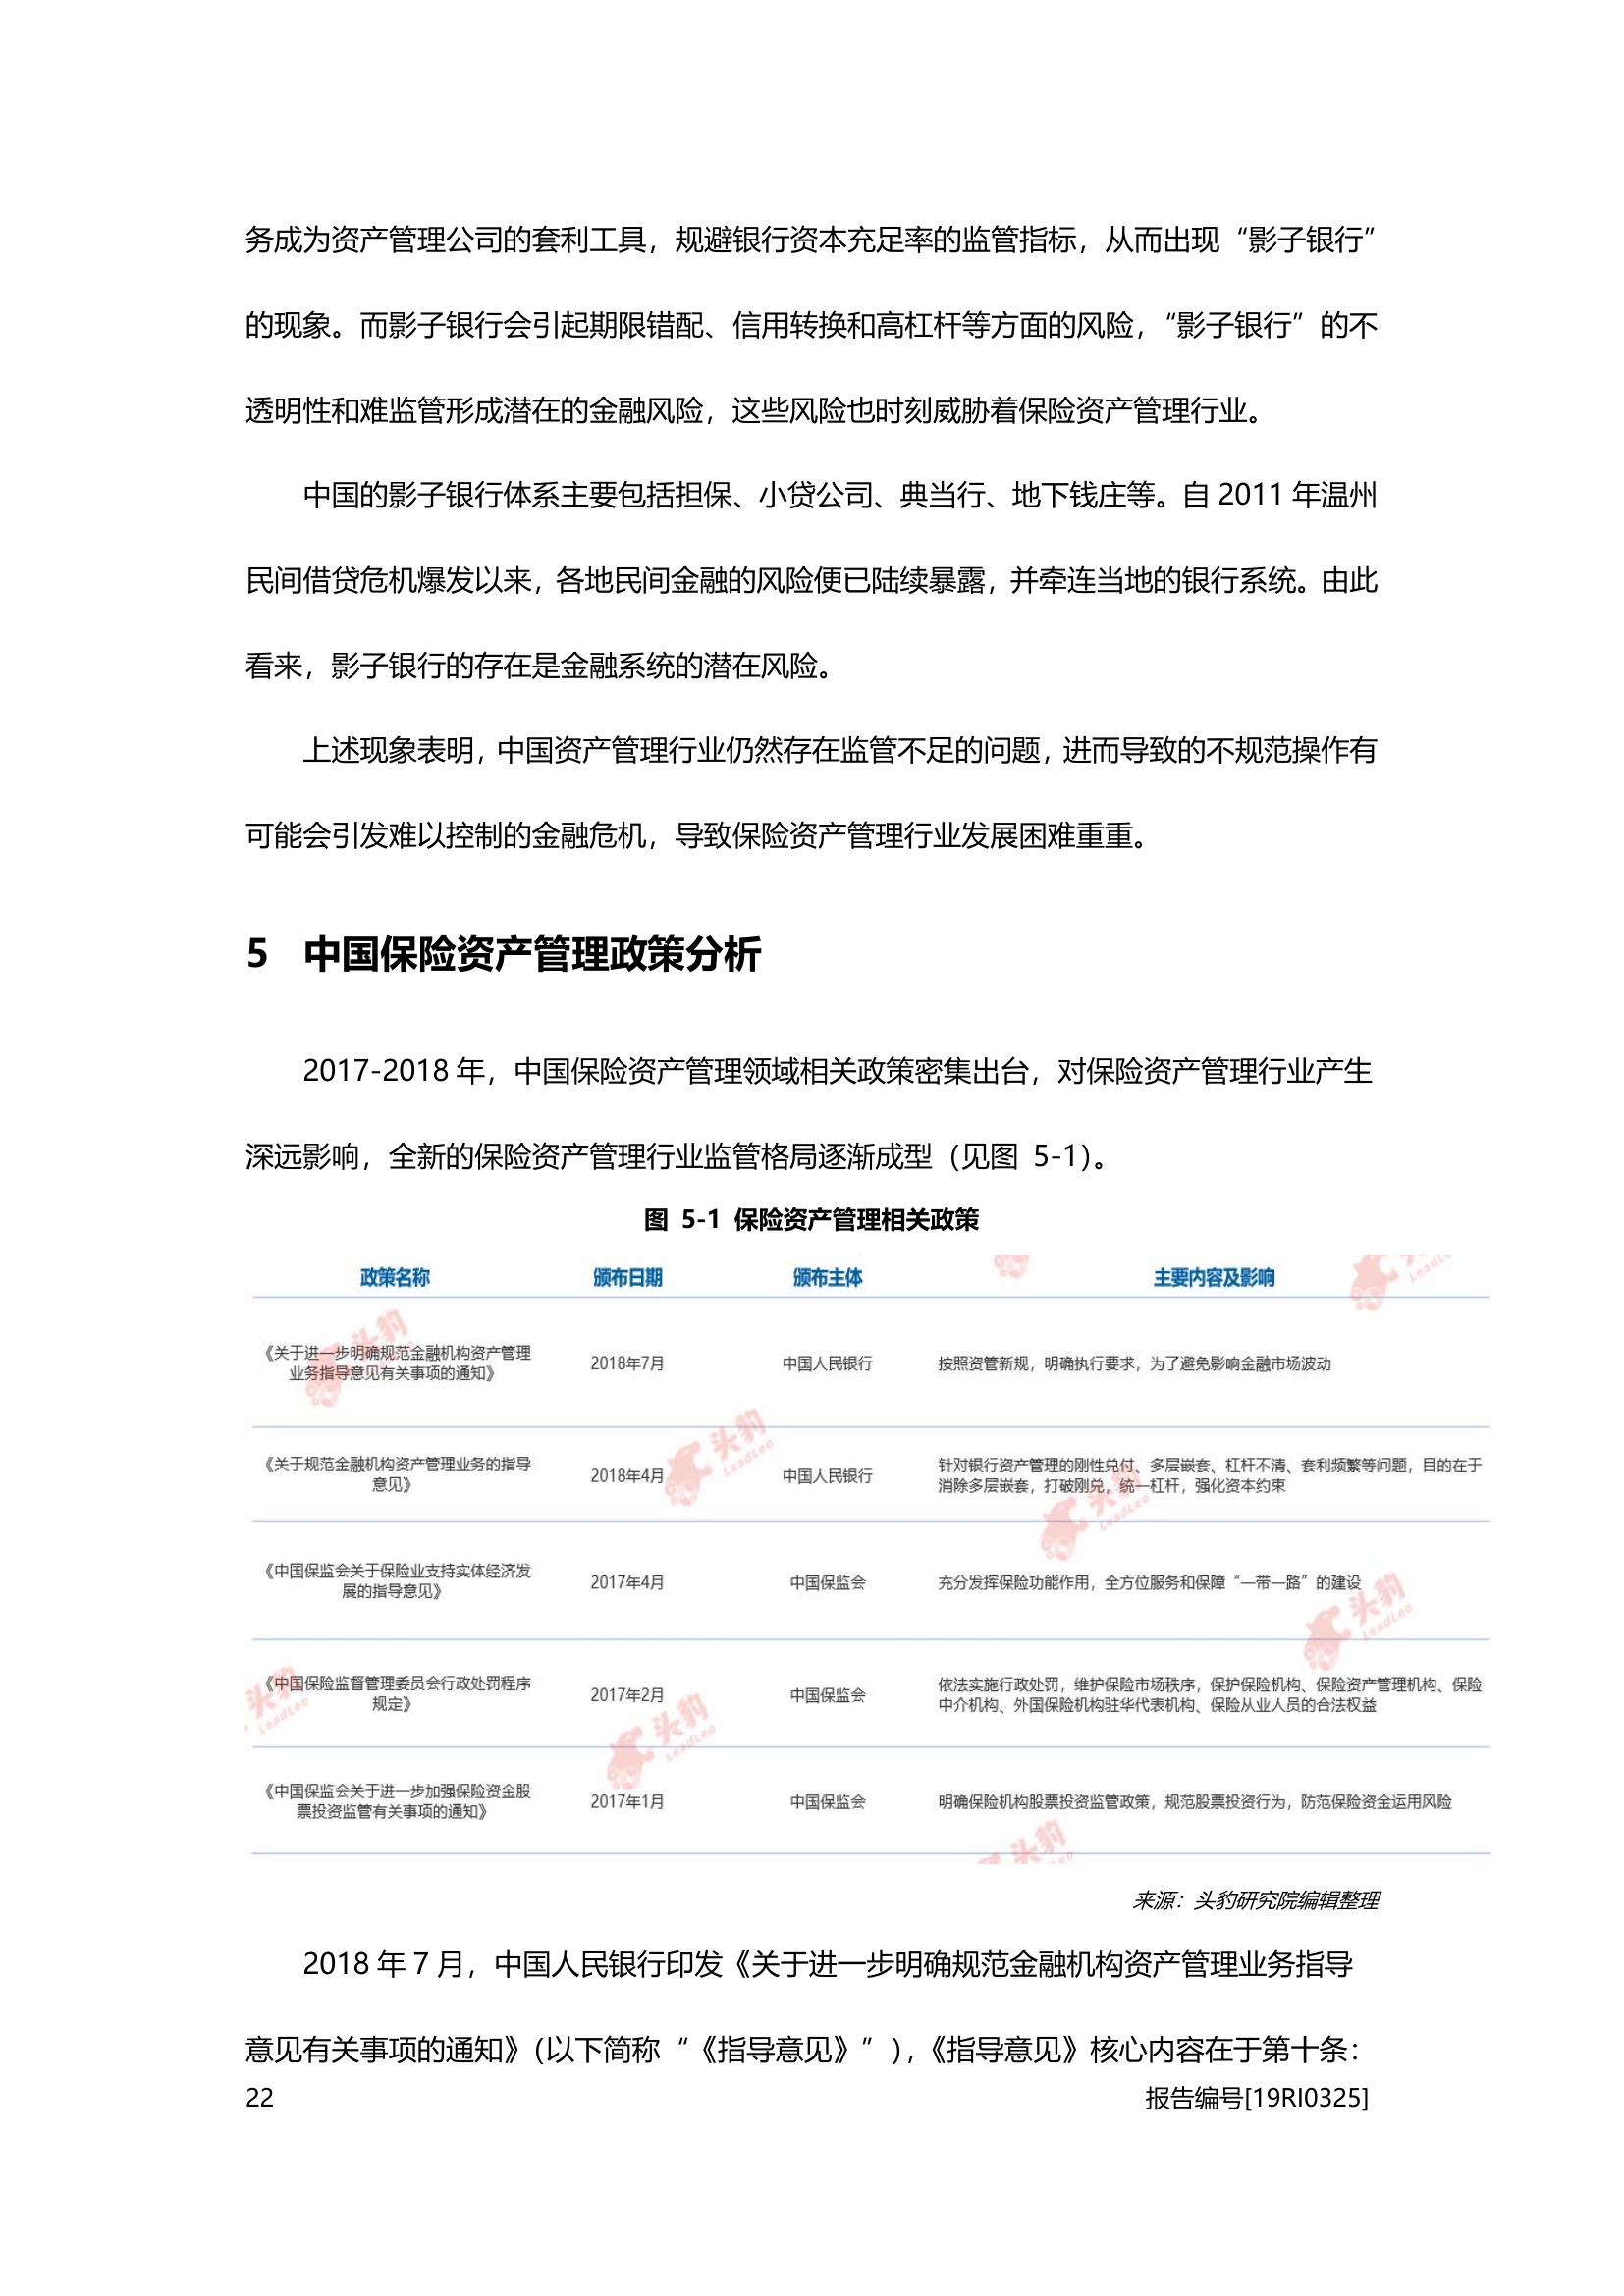 务成为资产管理公司的套利工具，规避银行资本充足率的监管指标，从而出现“影子银行”
的现象。而影子银行会引起期限错配、信用转换和高杠杆等方面的风险，“影子银行”的不
透明性和难监管形成潜在的金融风险，这些风险也时刻威胁着保险资产管理行业。
中国的影子银行体系主要包括担保、小贷公司、典当行、地下钱庄等。自 2011 年温州
民间借贷危机爆发以来，各地民间金融的风险便已陆续暴露，并牵连当地的银行系统。由此
看来，影子银行的存在是金融系统的潜在风险。
上述现象表明，中国资产管理行业仍然存在监管不足的问题，进而导致的不规范操作有
可能会引发难以控制的金融危机，导致保险资产管理行业发展困难重重。
5 中国保险资产管理政策分析
2017-2018 年，中国保险资产管理领域相关政策密集出台，对保险资产管理行业产生
深远影响，全新的保险资产管理行业监管格局逐渐成型（见图 5-1）。
图 5-1 保险资产管理相关政策
政策名称 颁布日期 颁布主体 主要内容及影响
《关于进一步明确规范金融机构资产管理
业务指导意见有关事项的通知》
2018年7月 中国人民银行 按照资管新规，明确执行要求，为了避免影响金融市场波动
《关于规范金融机构资产管理业务的指导
意见》
2018年4月 中国人民银行
针对银行资产管理的刚性兑付、多层嵌套、杠杆不清、套利频繁等问题，目的在于
消除多层嵌套，打破刚兑，统一杠杆，强化资本约束
《中国保监会关于保险业支持实体经济发
展的指导意见》
2017年4月 中国保监会 充分发挥保险功能作用，全方位服务和保障“一带一路”的建设
《中国保险监督管理委员会行政处罚程序
规定》
2017年2月 中国保监会
依法实施行政处罚，维护保险市场秩序，保护保险机构、保险资产管理机构、保险
中介机构、外国保险机构驻华代表机构、保险从业人员的合法权益
《中国保监会关于进一步加强保险资金股
票投资监管有关事项的通知》
2017年1月 中国保监会 明确保险机构股票投资监管政策，规范股票投资行为，防范保险资金运用风险
头豹
LeadLeo
来源：头豹研究院编辑整理
2018 年 7 月，中国人民银行印发《关于进一步明确规范金融机构资产管理业务指导
意见有关事项的通知》（以下简称“《指导意见》”），《指导意见》核心内容在于第十条：
22 报告编号[19RI0325]